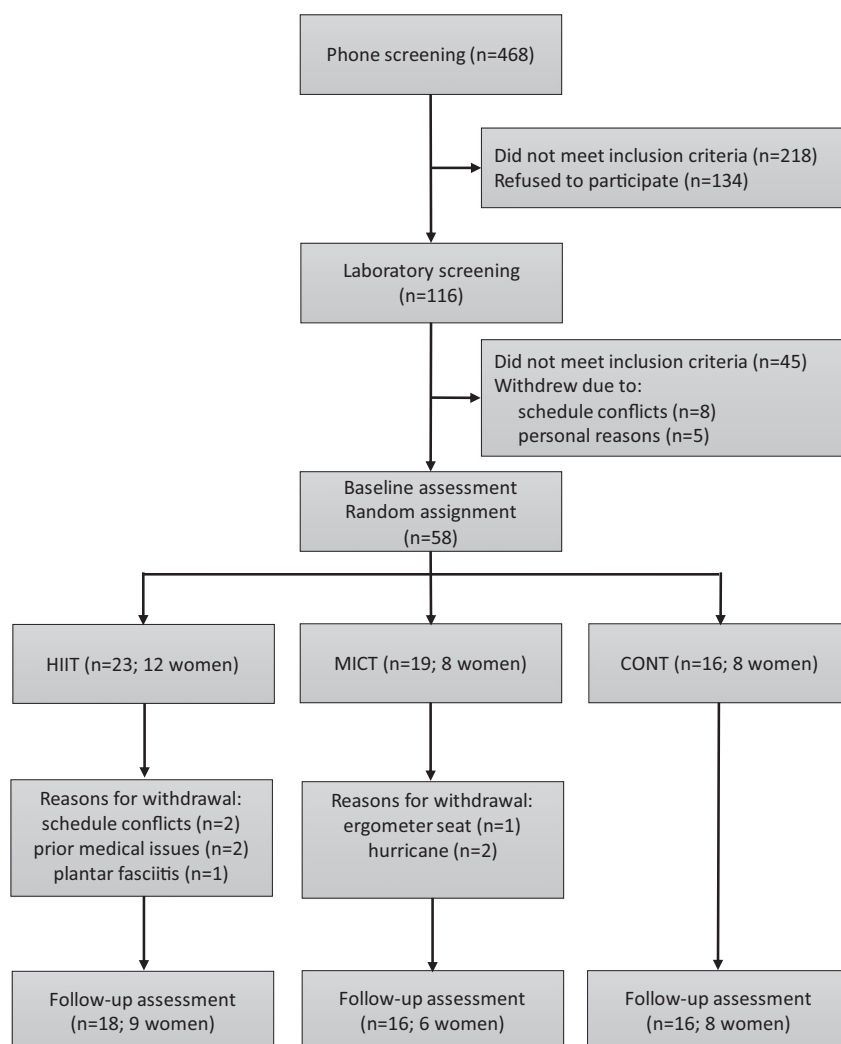 Phone screening (n=468)
Did not meet inclusion criteria (n=218)
Refused to participate (n=134)
Laboratory screening
(n=116)
Did not meet inclusion criteria (n=45)
Withdrew due to:
schedule conflicts (n=8)
personal reasons (n=5)
Baseline assessment
Random assignment
(n=58)
HIIT (n=23; 12 women)
MICT (n=19; 8 women)
CONT (n=16; 8 women)
Reasons for withdrawal:
schedule conflicts (n=2)
prior medical issues (n=2)
plantar fasciitis (n=1)
Reasons for withdrawal:
ergometer seat (n=1)
hurricane (n=2)
Follow-up assessment
(n=18; 9 women)
Follow-up assessment
(n=16; 6 women)
Follow-up assessment
(n=16; 8 women)